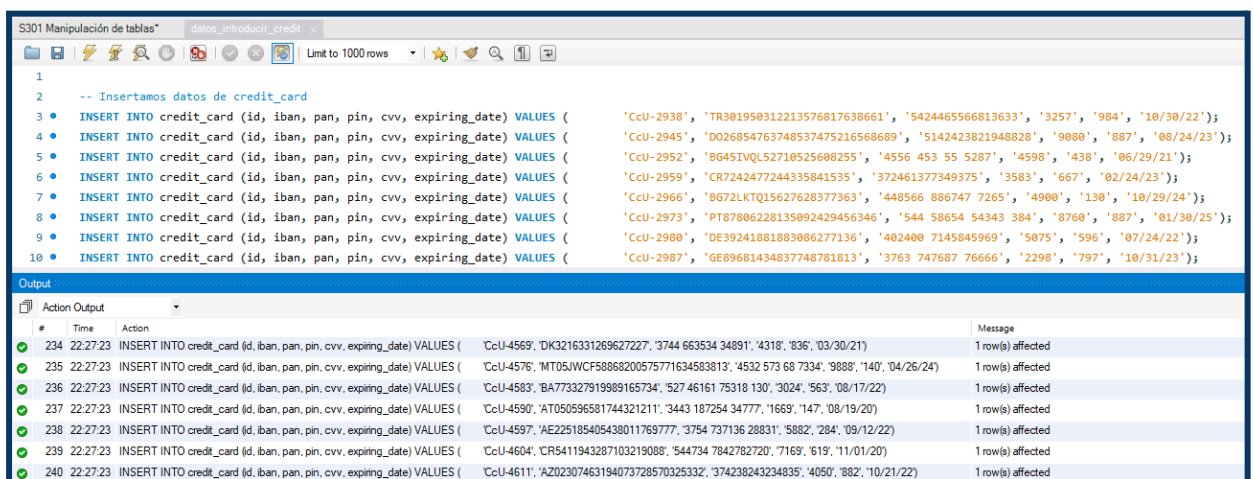 S301 Manipulación de tablas* datos_introducir_credit
Limit to 1000 rows
1
2 -- Insertamos datos de credit_card
3 INSERT INTO credit_card (id, iban, pan, pin, cvv, expiring_date) VALUES ( 'CcU-2938', 'TR301950312213576817638661', '5424465566813633', '3257', '984', '10/30/22');
4 INSERT INTO credit_card (id, iban, pan, pin, cvv, expiring_date) VALUES ( 'CcU-2945', 'DO26854763748537475216568689', '5142423821948828', '9080', '887', '08/24/23');
5 INSERT INTO credit_card (id, iban, pan, pin, cvv, expiring_date) VALUES ( 'CcU-2952', 'BG45IVQL52710525608255', '4556 453 55 5287', '4598', '438', '06/29/21');
6 INSERT INTO credit_card (id, iban, pan, pin, cvv, expiring_date) VALUES ( 'CcU-2959', 'CR7242477244335841535', '372461377349375', '3583', '667', '02/24/23');
7 INSERT INTO credit_card (id, iban, pan, pin, cvv, expiring_date) VALUES ( 'CcU-2966', 'BG72LKTQ15627628377363', '448566 886747 7265', '4900', '130', '10/29/24');
8 INSERT INTO credit_card (id, iban, pan, pin, cvv, expiring_date) VALUES ( 'CcU-2973', 'PT87806228135092429456346', '544 58654 54343 384', '8760', '887', '01/30/25');
9 INSERT INTO credit_card (id, iban, pan, pin, cvv, expiring_date) VALUES ( 'CcU-2980', 'DE39241881883086277136', '402400 7145845969', '5075', '596', '07/24/22');
10 INSERT INTO credit_card (id, iban, pan, pin, cvv, expiring_date) VALUES ( 'CcU-2987', 'GE89681434837748781813', '3763 747687 76666', '2298', '797', '10/31/23');
Output
Action Output
# Time Action Message
234 22:27:23 INSERT INTO credit_card (id, iban, pan, pin, cvv, expiring_date) VALUES ( 'CcU-4569', 'DK3216331269627227', '3744 663534 34891', '4318', '836', '03/30/21') 1 row(s) affected
235 22:27:23 INSERT INTO credit_card (id, iban, pan, pin, cvv, expiring_date) VALUES ( 'CcU-4576', 'MT05JWCF58868200575771634583813', '4532 573 68 7334', '9888', '140', '04/26/24') 1 row(s) affected
236 22:27:23 INSERT INTO credit_card (id, iban, pan, pin, cvv, expiring_date) VALUES ( 'CcU-4583', 'BA773327919989165734', '527 46161 75318 130', '3024', '563', '08/17/22') 1 row(s) affected
237 22:27:23 INSERT INTO credit_card (id, iban, pan, pin, cvv, expiring_date) VALUES ( 'CcU-4590', 'AT050596581744321211', '3443 187254 34777', '1669', '147', '08/19/20') 1 row(s) affected
238 22:27:23 INSERT INTO credit_card (id, iban, pan, pin, cvv, expiring_date) VALUES ( 'CcU-4597', 'AE225185405438011769777', '3754 737136 28831', '5882', '284', '09/12/22') 1 row(s) affected
239 22:27:23 INSERT INTO credit_card (id, iban, pan, pin, cvv, expiring_date) VALUES ( 'CcU-4604', 'CR5411943287103219088', '544734 7842782720', '7169', '619', '11/01/20') 1 row(s) affected
240 22:27:23 INSERT INTO credit_card (id, iban, pan, pin, cvv, expiring_date) VALUES ( 'CcU-4611', 'AZ02307463194073728570325332', '374238243234835', '4050', '882', '10/21/22') 1 row(s) affected